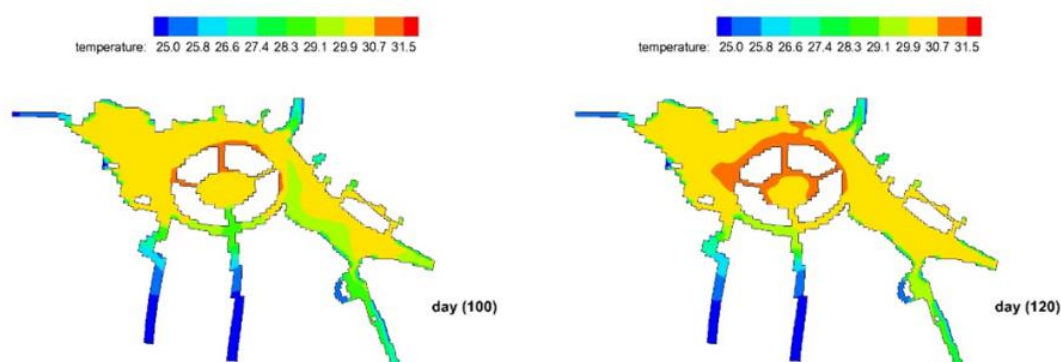 temperature: 25.0 25.8 26.6 27.4 28.3 29.1 29.9 30.7 31.5
day (100)
temperature: 25.0 25.8 26.6 27.4 28.3 29.1 29.9 30.7 31.5
day (120)